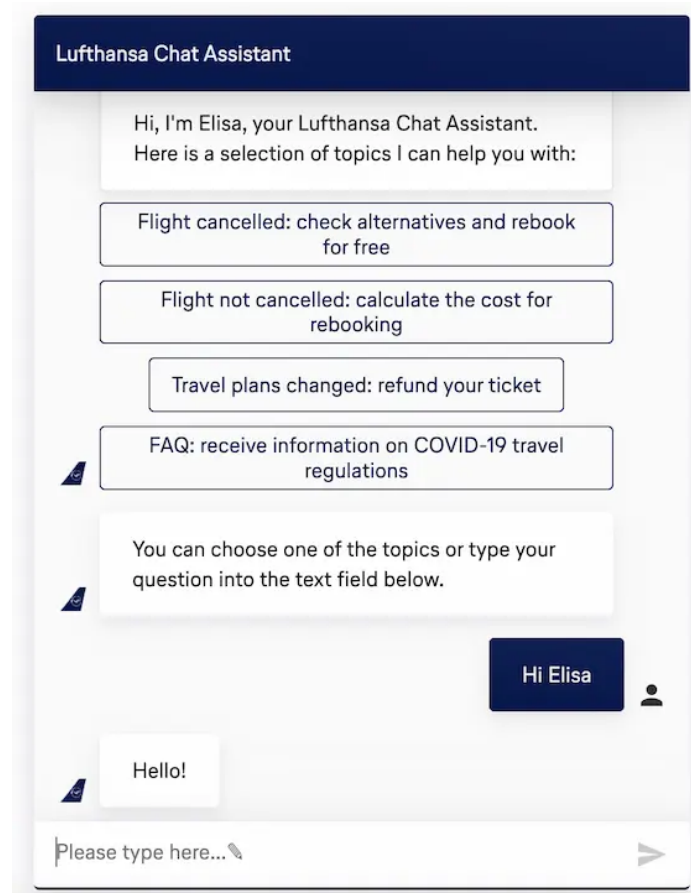 Lufthansa Chat Assistant
Hi, I'm Elisa, your Lufthansa Chat Assistant.
Here is a selection of topics I can help you with:
Flight cancelled: check alternatives and rebook
for free
Flight not cancelled: calculate the cost for
rebooking
Travel plans changed: refund your ticket
FAQ: receive information on COVID-19 travel
regulations
You can choose one of the topics or type your
question into the text field below.
Hi Elisa
Hello!
Please type here...✎